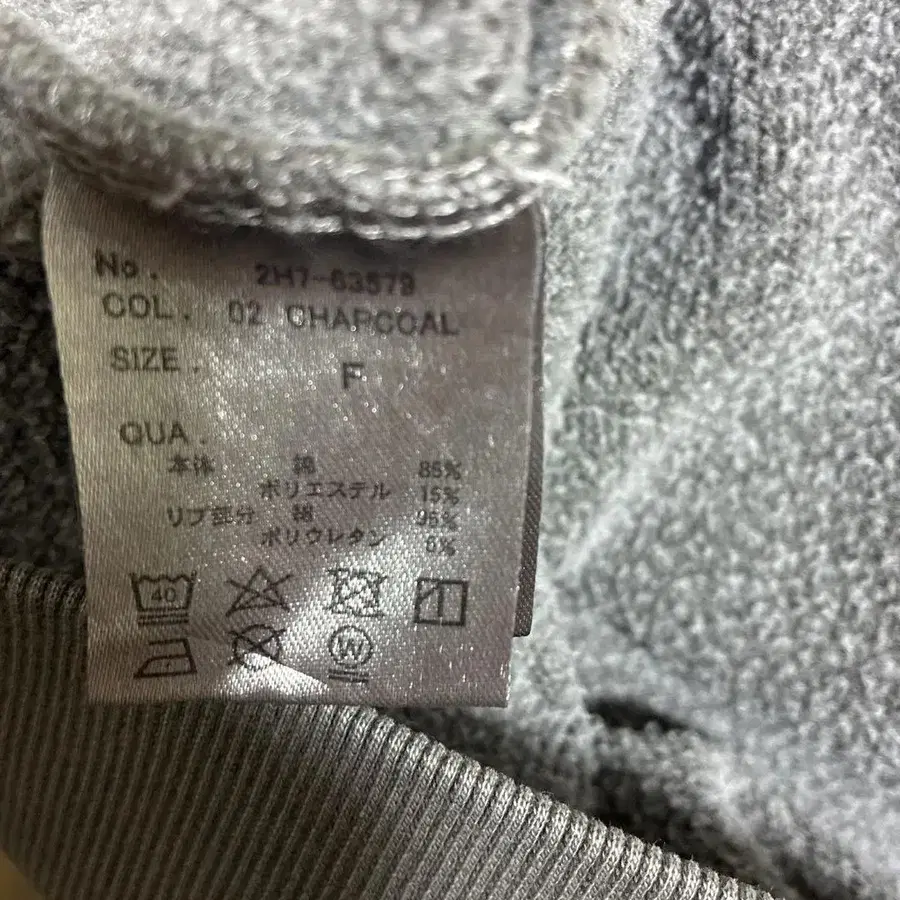 No. 2H7-63579
COL. 02 CHARCOAL
SIZE. F
QUA.
本体 綿 85%
ポリエステル 15%
リブ部分 綿 95%
ポリウレタン 5%
40
W